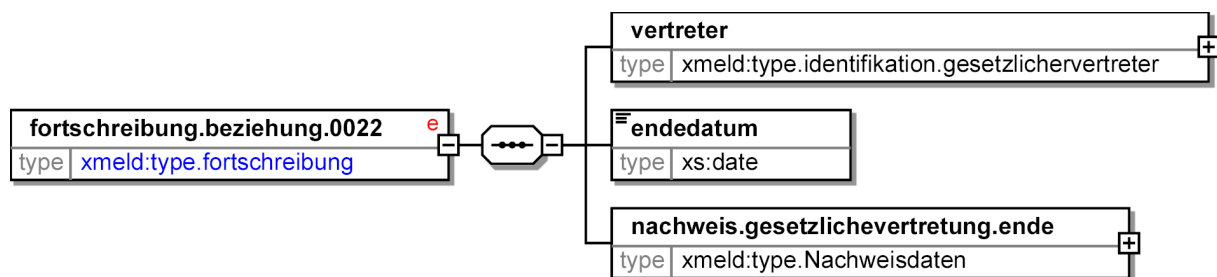 vertreter
type xmeld:type.identifikation.gesetzlichervertreter
fortschreibung.beziehung.0022 e
type xmeld:type.fortschreibung
endedatum
type xs:date
nachweis.gesetzlichevertretung.ende
type xmeld:type.Nachweisdaten